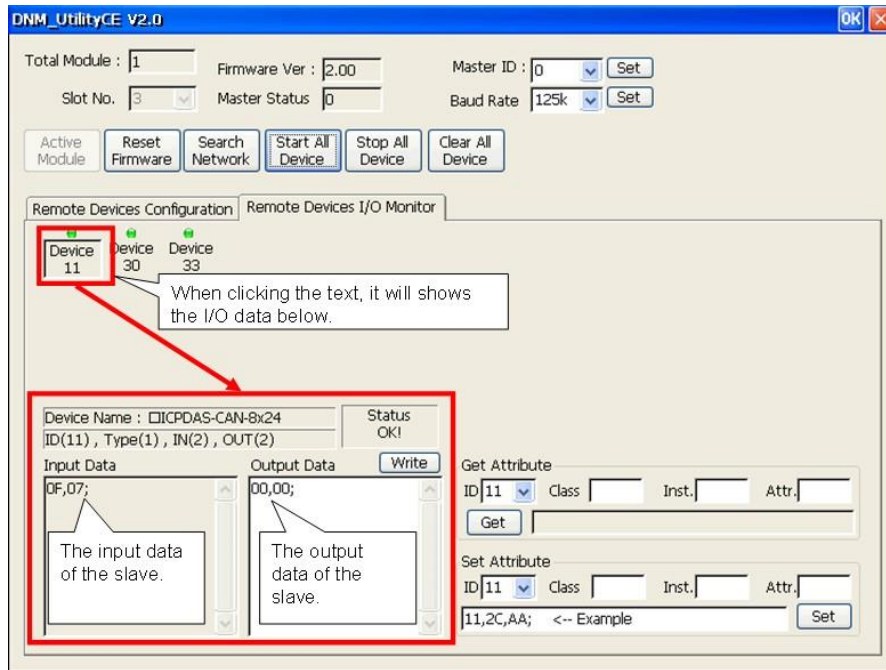 DNM_UtilityCE V2.0 OK
Total Module : 1 Firmware Ver : 2.00 Master ID : 0 Set
Slot No. 3 Master Status 0 Baud Rate 125k Set
Active Module
Reset Firmware
Search Network
Start All Device
Stop All Device
Clear All Device
Remote Devices Configuration Remote Devices I/O Monitor
Device 11
Device 30
Device 33
When clicking the text, it will shows
the I/O data below.
Device Name : □ICPDAS-CAN-8x24
ID(11) , Type(1) , IN(2) , OUT(2)
Status
OK!
Input Data Output Data Write
0F,07; 00,00;
The input data
of the slave.
The output
data of the
slave.
Get Attribute
ID 11 Class Inst. Attr.
Get
Set Attribute
ID 11 Class Inst. Attr.
11,2C,AA; <-- Example Set